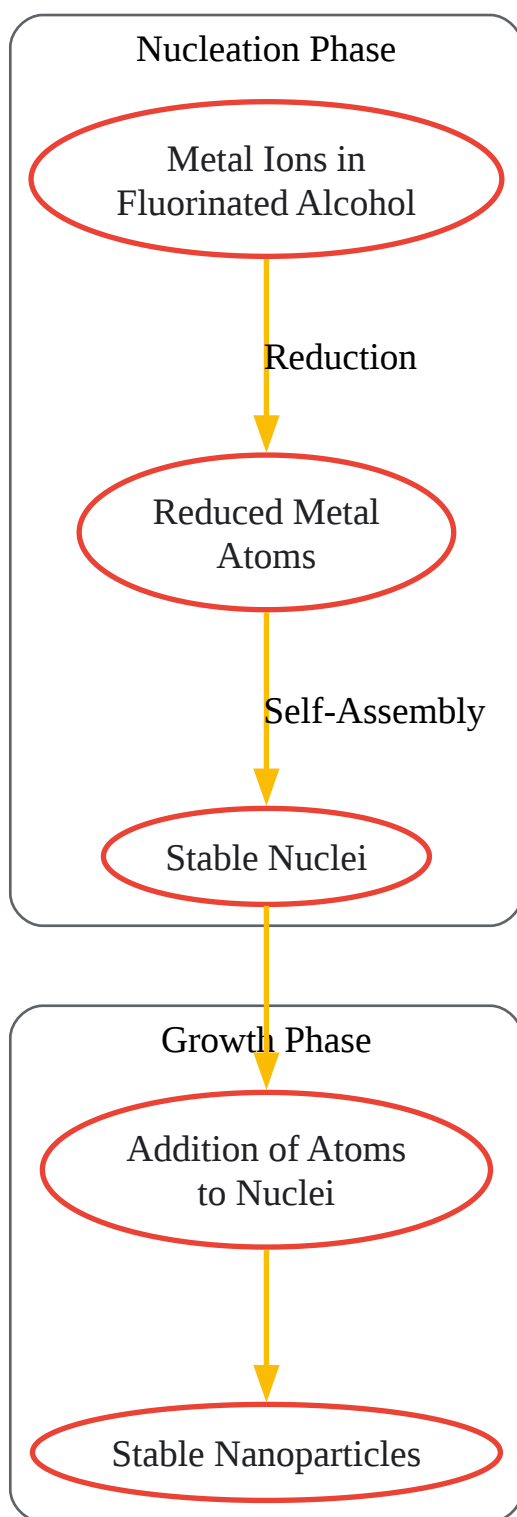 Nucleation Phase
Metal Ions in
Fluorinated Alcohol
Reduction
Reduced Metal
Atoms
Self-Assembly
Stable Nuclei
Growth Phase
Addition of Atoms
to Nuclei
Stable Nanoparticles